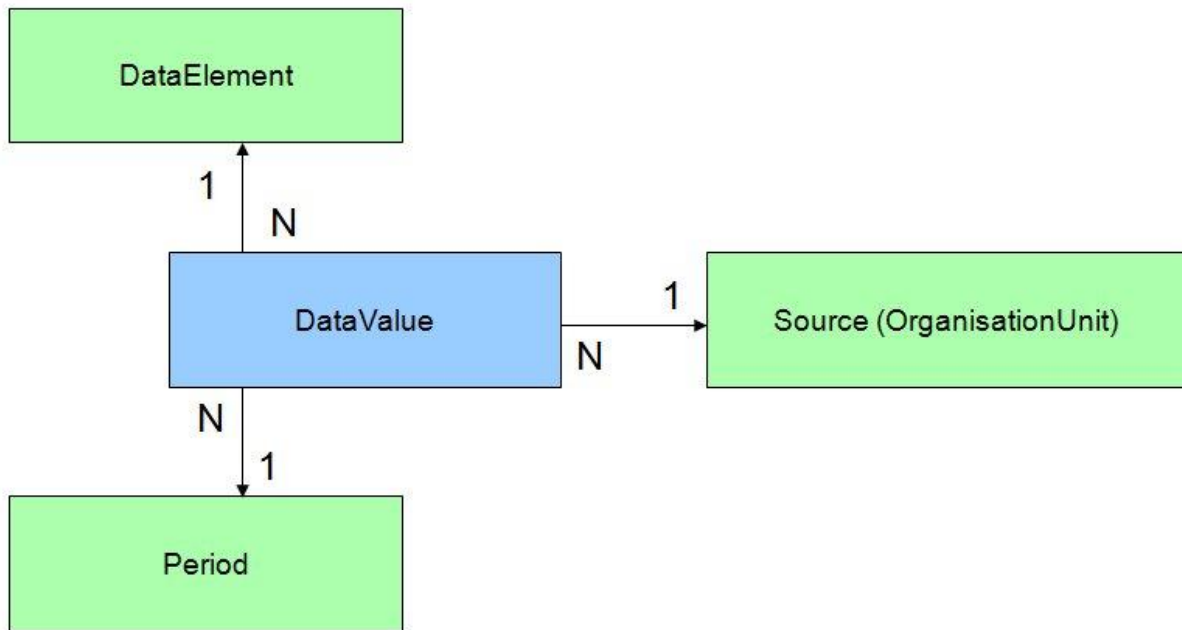 DataElement
1
N
DataValue
1
N
Source (OrganisationUnit)
N
1
Period